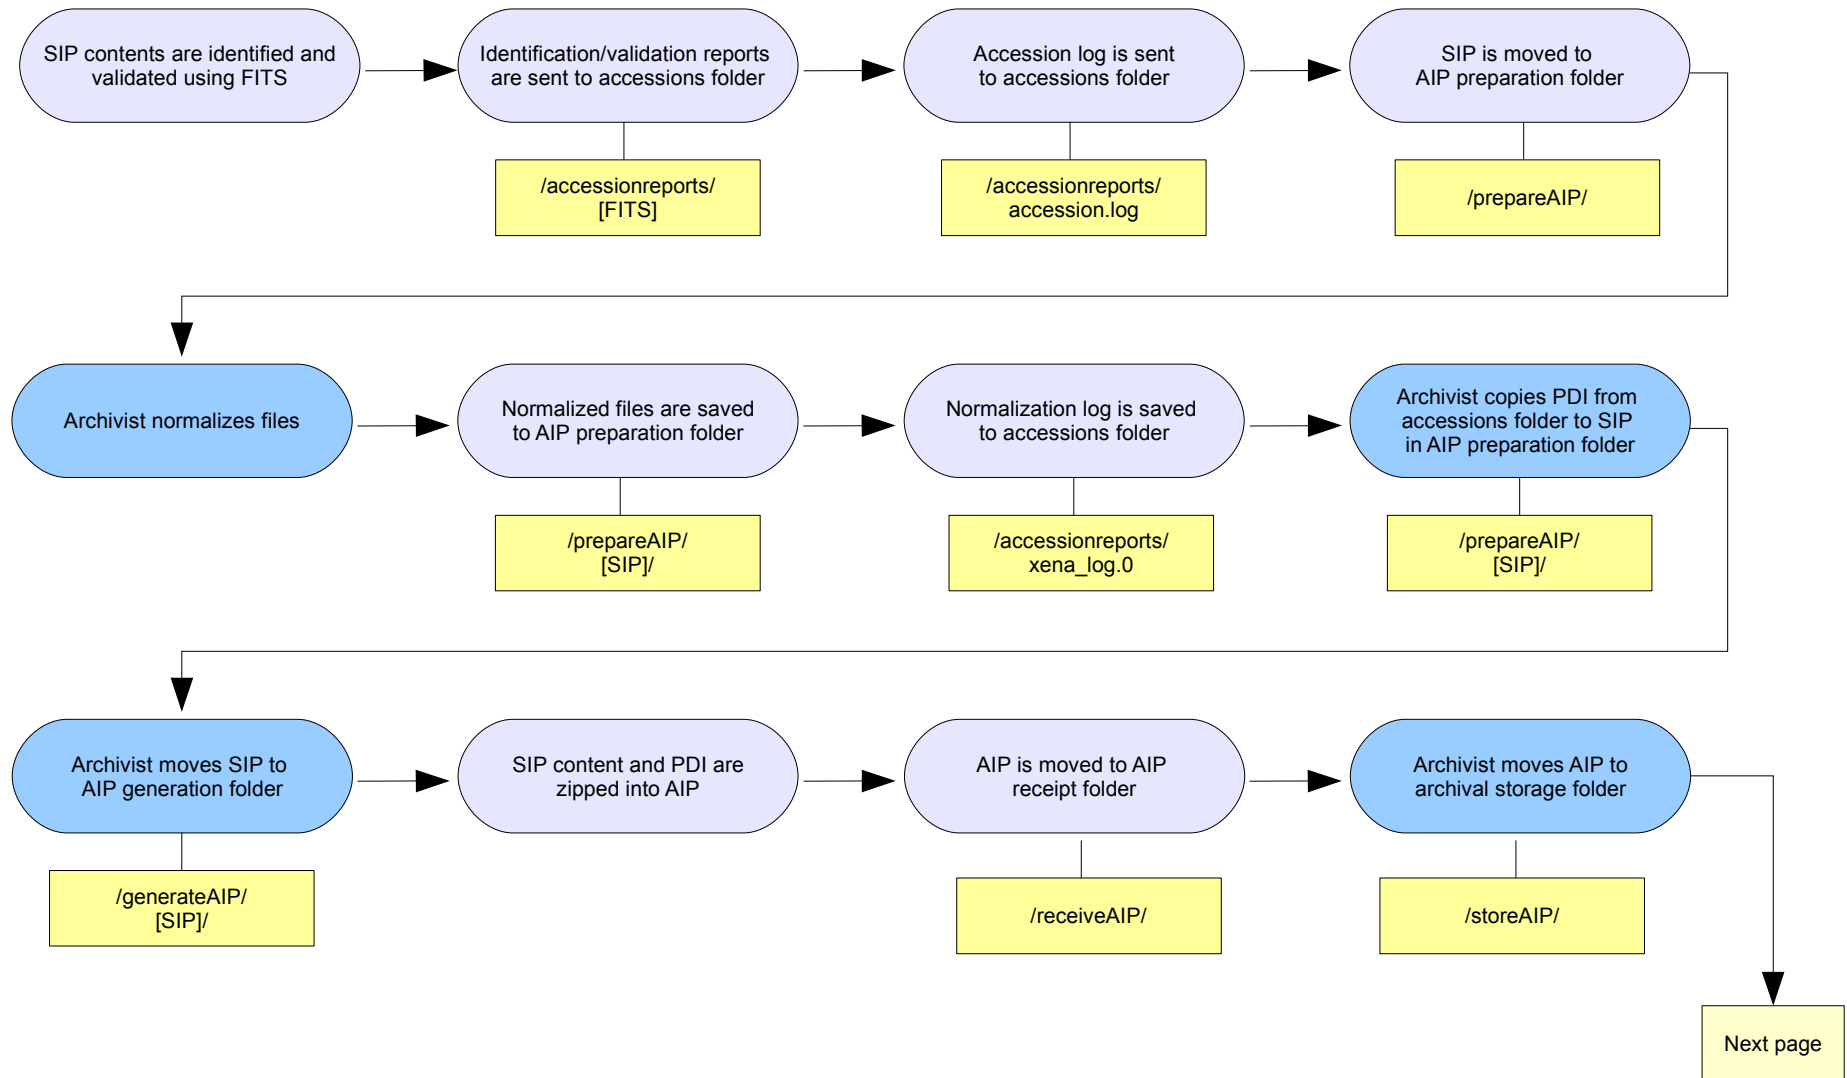 SIP contents are identified and
validated using FITS
Identification/validation reports
are sent to accessions folder
Accession log is sent
to accessions folder
SIP is moved to
AIP preparation folder
/accessionreports/
[FITS]
/accessionreports/
accession.log
/prepareAIP/
Archivist normalizes files
Normalized files are saved
to AIP preparation folder
Normalization log is saved
to accessions folder
Archivist copies PDI from
accessions folder to SIP
in AIP preparation folder
/prepareAIP/
[SIP]/
/accessionreports/
xena_log.0
/prepareAIP/
[SIP]/
Archivist moves SIP to
AIP generation folder
SIP content and PDI are
zipped into AIP
AIP is moved to AIP
receipt folder
Archivist moves AIP to
archival storage folder
/generateAIP/
[SIP]/
/receiveAIP/
/storeAIP/
Next page